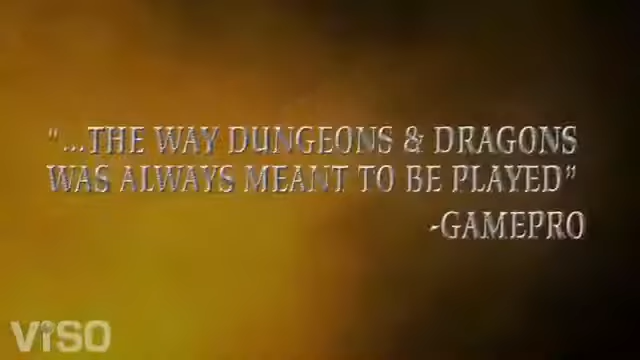 "...THE WAY DUNGEONS & DRAGONS
WAS ALWAYS MEANT TO BE PLAYED"
-GAMEPRO
ViSO